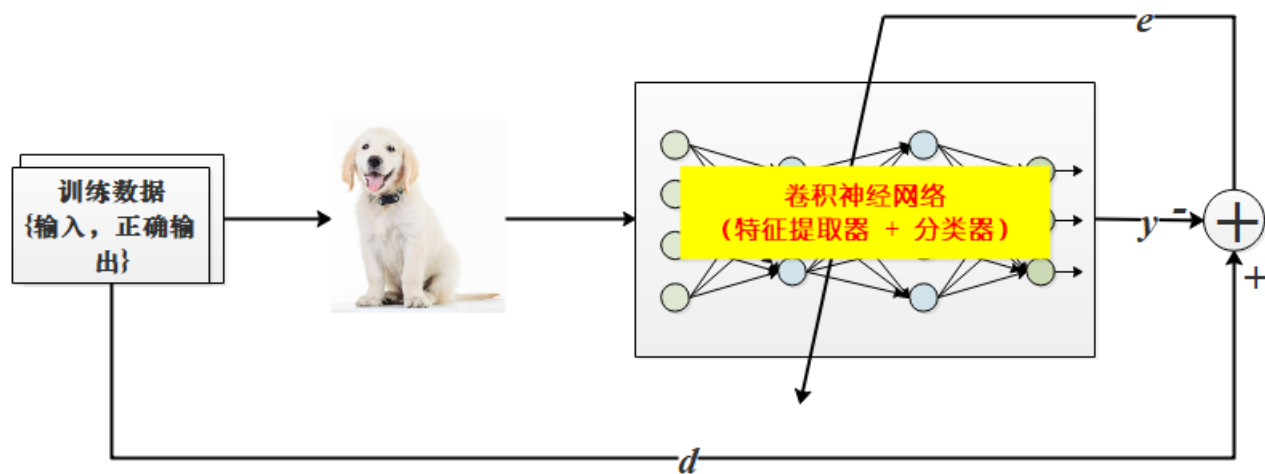 e
训练数据
{输入，正确输
出}
卷积神经网络
(特征提取器 + 分类器)
y
-
+
+
d